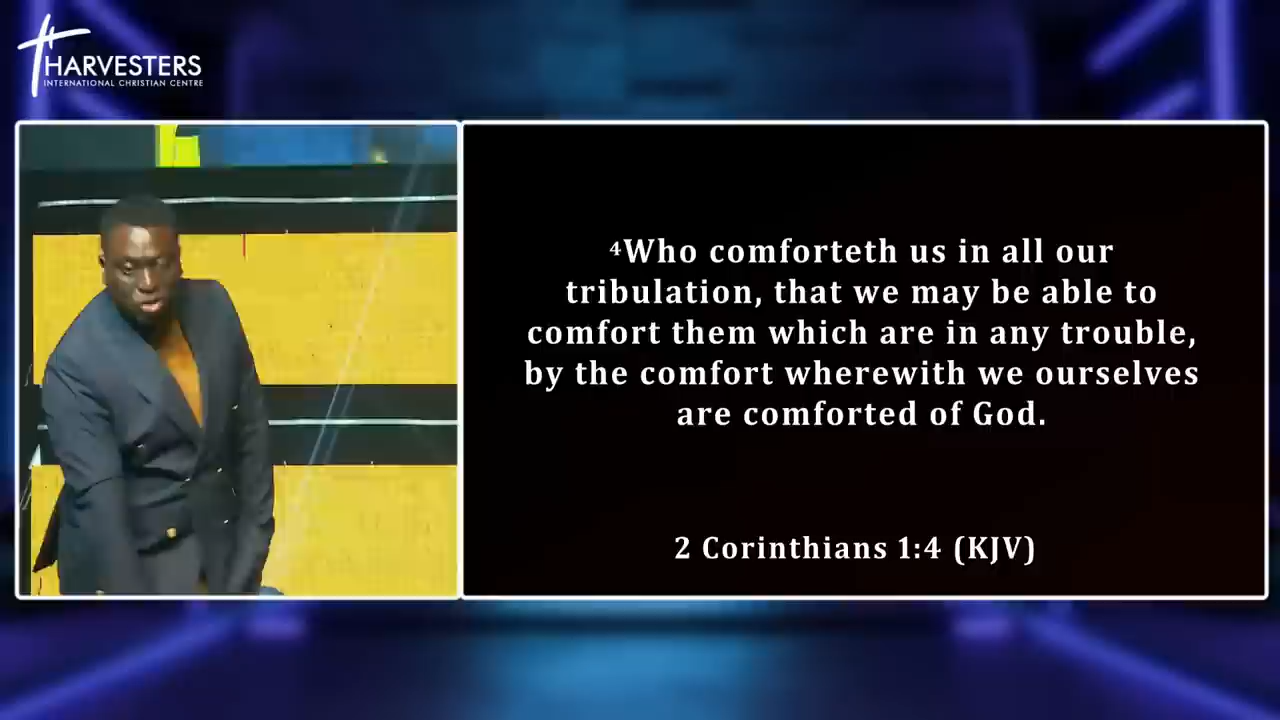 HARVESTERS
INTERNATIONAL CHRISTIAN CENTRE
⁴Who comforteth us in all our
tribulation, that we may be able to
comfort them which are in any trouble,
by the comfort wherewith we ourselves
are comforted of God.
2 Corinthians 1:4 (KJV)